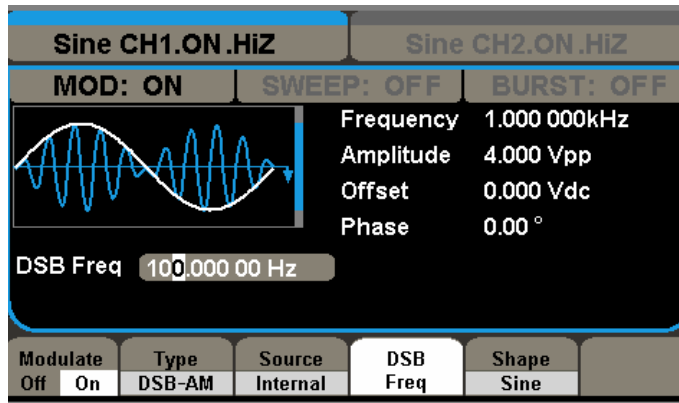 Sine CH1.ON.HiZ Sine CH2.ON.HiZ
MOD: ON SWEEP: OFF BURST: OFF
Frequency 1.000 000kHz
Amplitude 4.000 Vpp
Offset 0.000 Vdc
Phase 0.00 °
DSB Freq 100.000 00 Hz
Modulate Type Source DSB Shape
Off On DSB-AM Internal Freq Sine